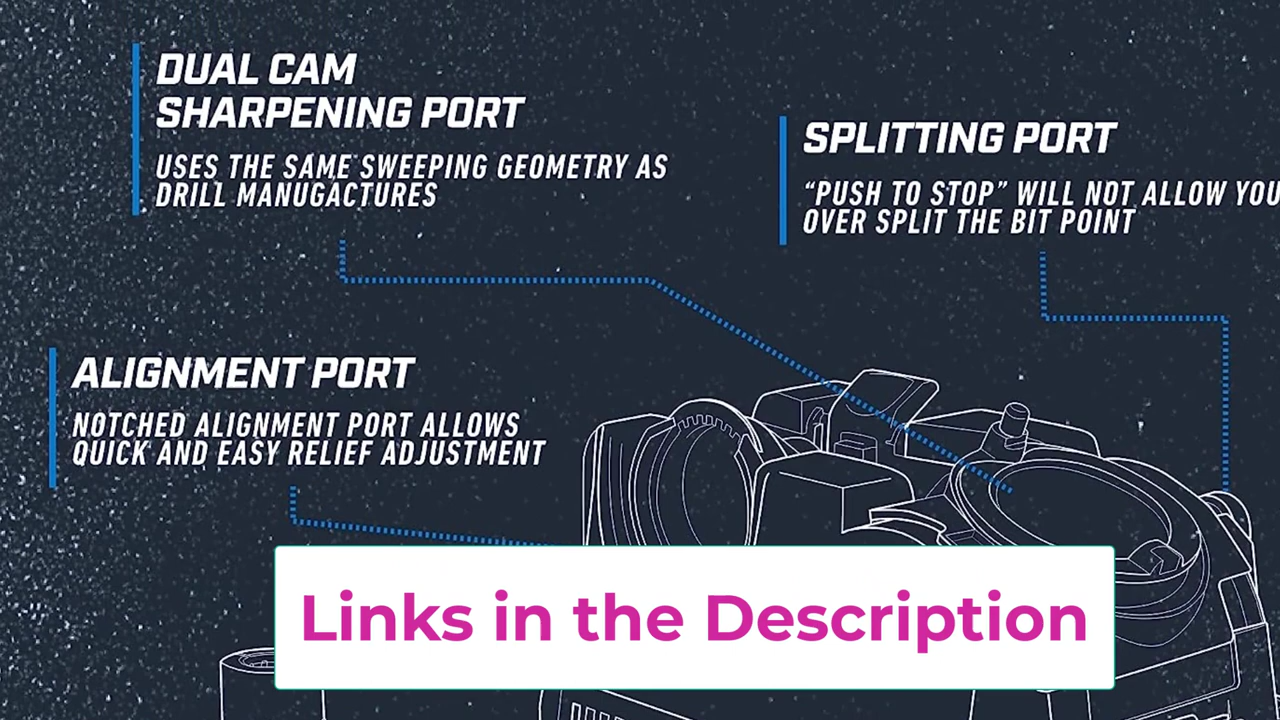 DUAL CAM
SHARPENING PORT
USES THE SAME SWEEPING GEOMETRY AS
DRILL MANUGACTURES
SPLITTING PORT
“PUSH TO STOP” WILL NOT ALLOW YOU
OVER SPLIT THE BIT POINT
ALIGNMENT PORT
NOTCHED ALIGNMENT PORT ALLOWS
QUICK AND EASY RELIEF ADJUSTMENT
Links in the Description